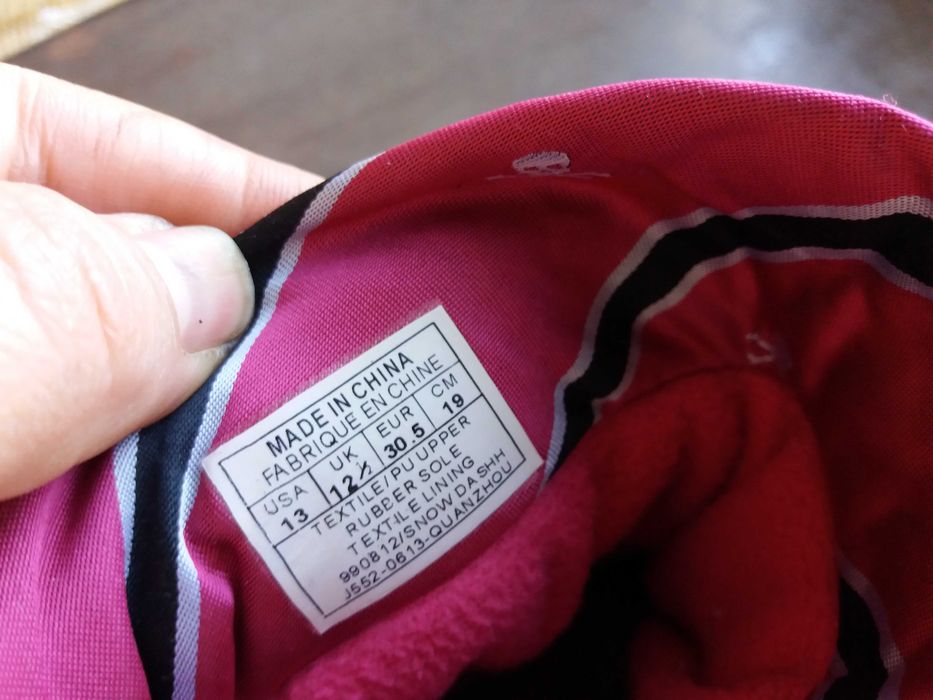 MADE IN CHINA
FABRIQUE EN CHINE
USA UK EUR CM
13 12½ 30.5 19
TEXTILE/PU UPPER
RUBBER SOLE
TEXTILE LINING
990812/SNOW DASHH
J552-0613-QUANZHOU